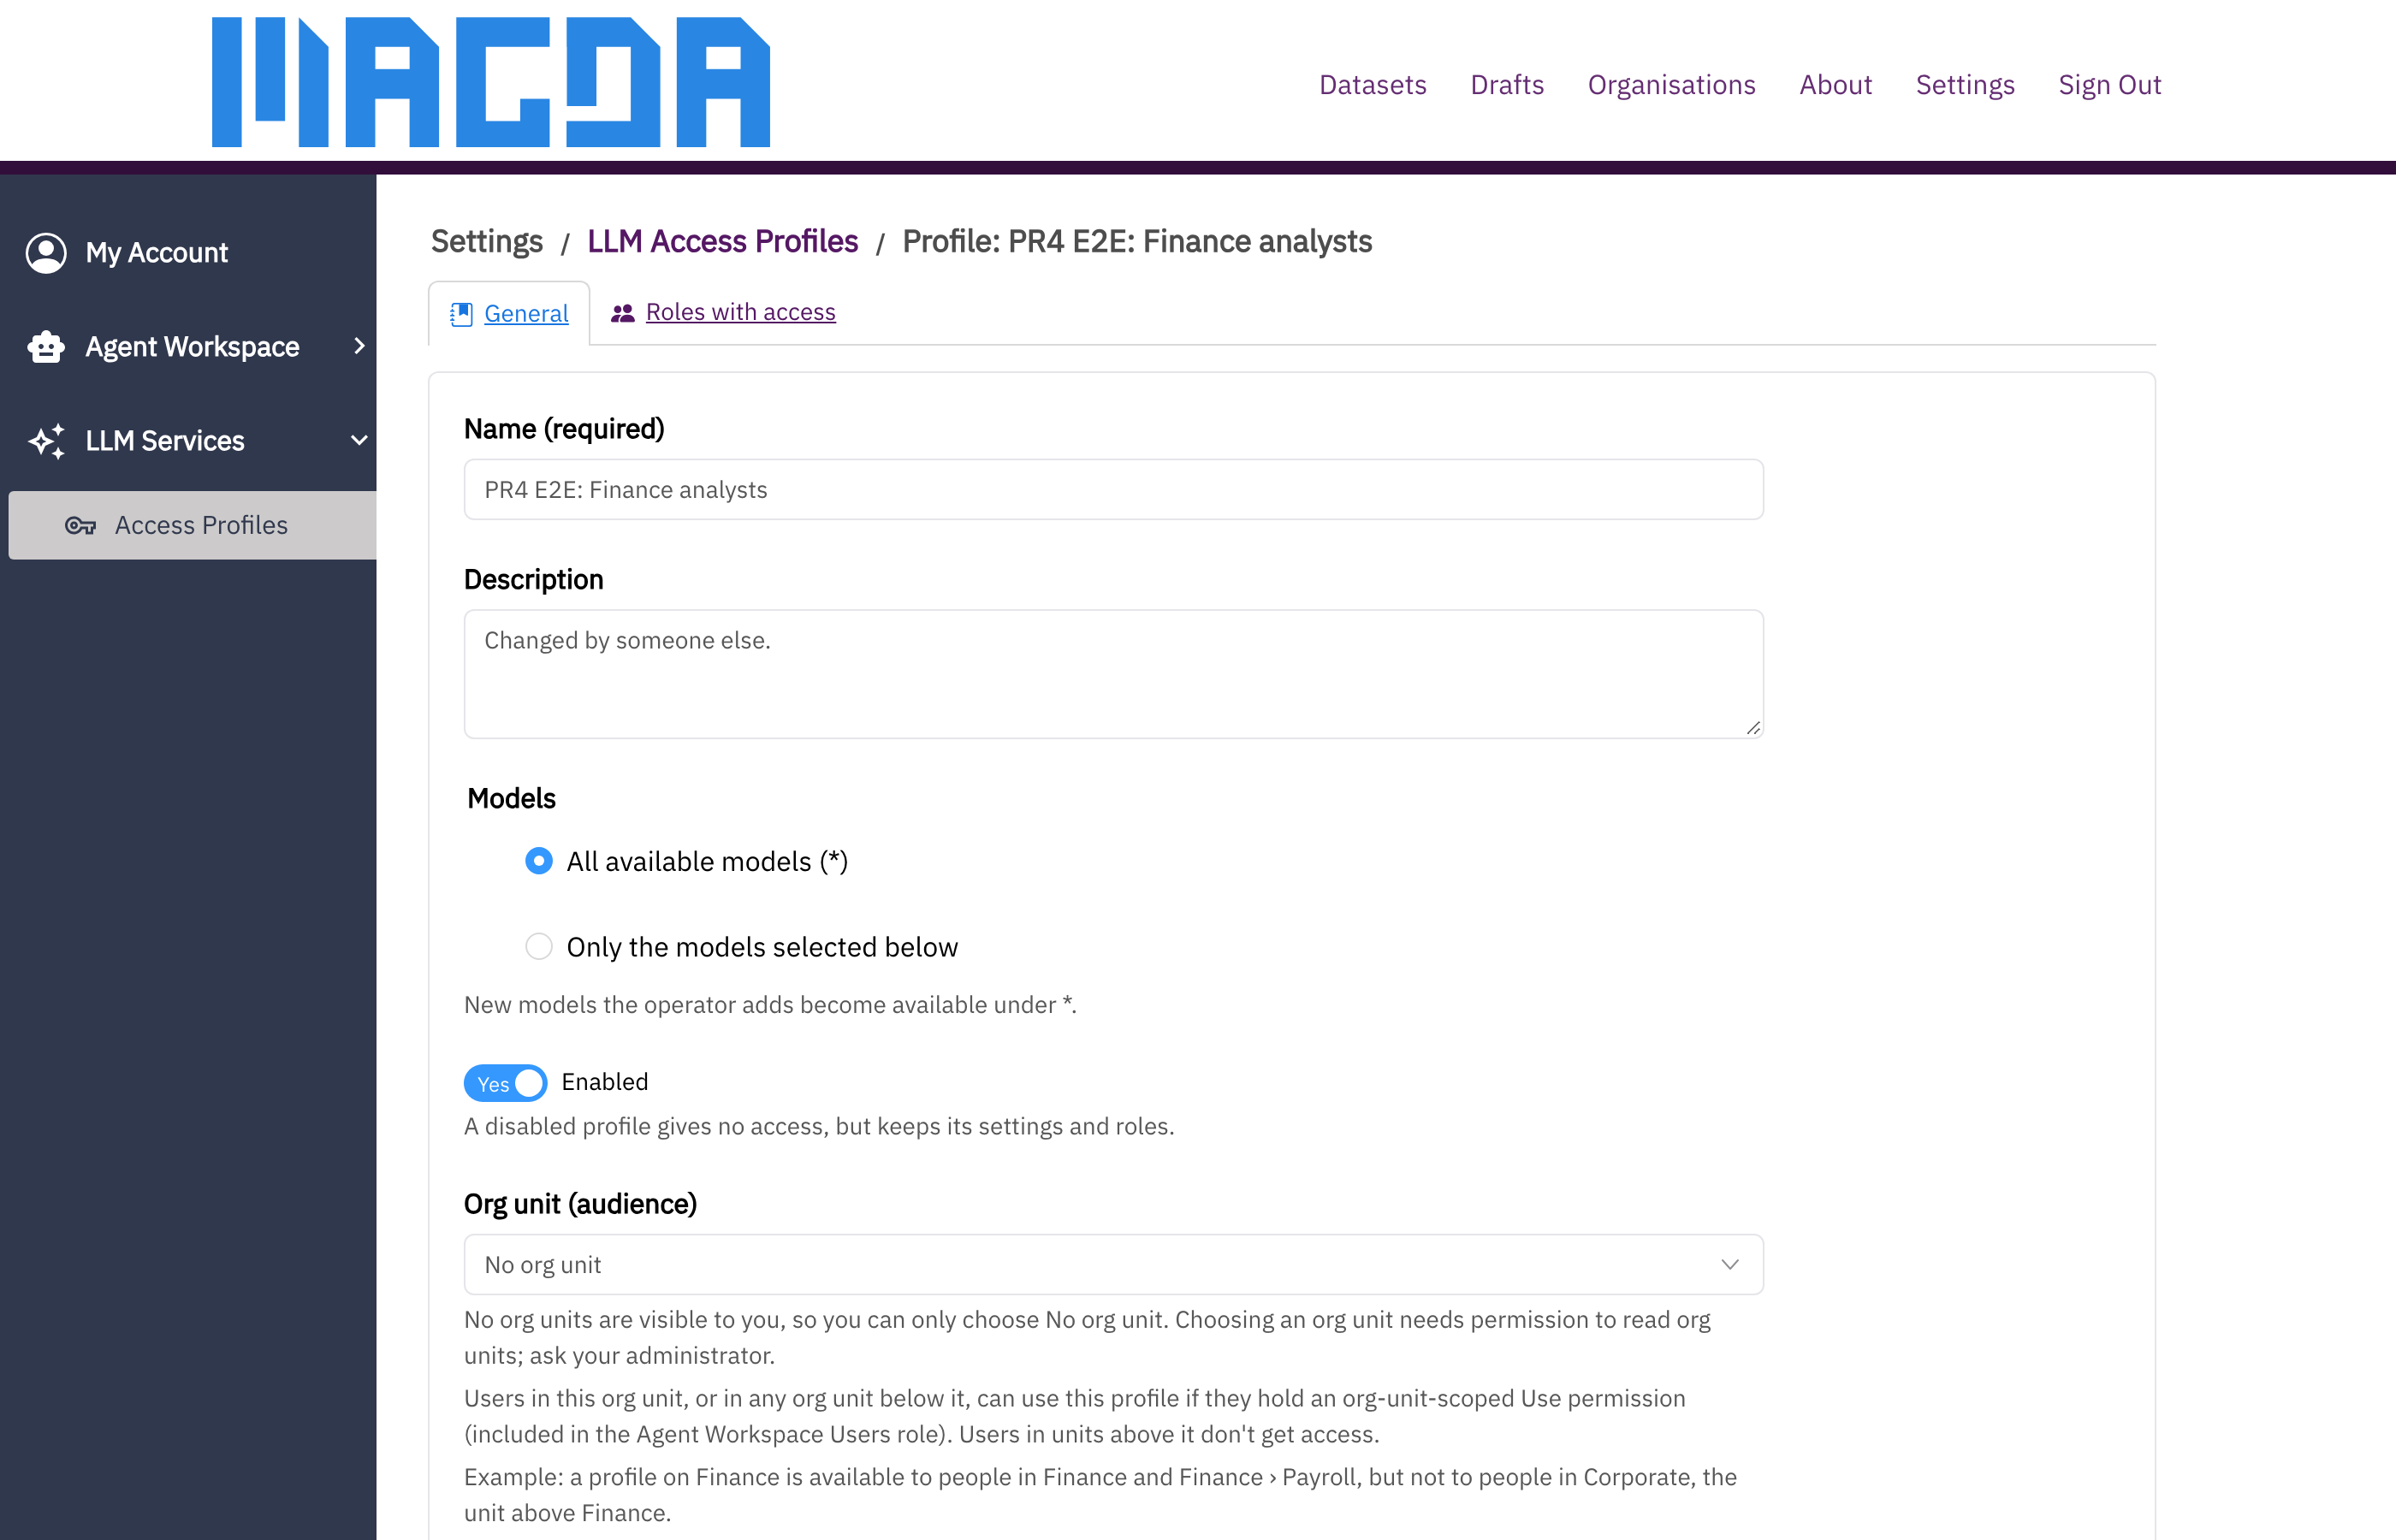 MAGDA
Datasets
Drafts
Organisations
About
Settings
Sign Out
My Account
Agent Workspace
LLM Services
Access Profiles
Settings / LLM Access Profiles / Profile: PR4 E2E: Finance analysts
General
Roles with access
Name (required)
PR4 E2E: Finance analysts
Description
Changed by someone else.
Models
All available models (*)
Only the models selected below
New models the operator adds become available under *.
Yes Enabled
A disabled profile gives no access, but keeps its settings and roles.
Org unit (audience)
No org unit
No org units are visible to you, so you can only choose No org unit. Choosing an org unit needs permission to read org
units; ask your administrator.
Users in this org unit, or in any org unit below it, can use this profile if they hold an org-unit-scoped Use permission
(included in the Agent Workspace Users role). Users in units above it don't get access.
Example: a profile on Finance is available to people in Finance and Finance › Payroll, but not to people in Corporate, the
unit above Finance.